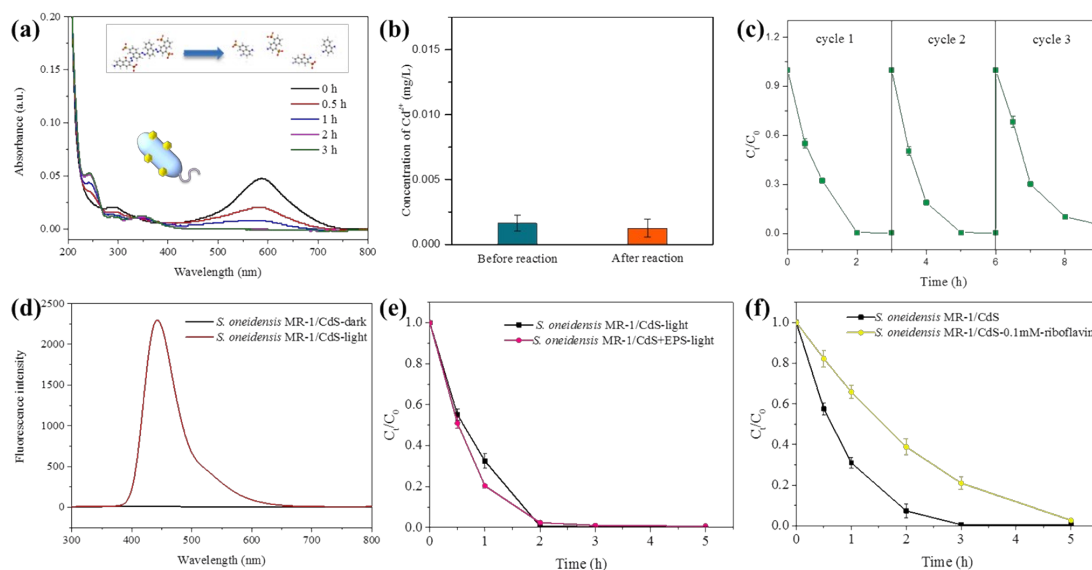 (a)
0.20
0.15
0.10
0.05
0.00
Absorbance (a.u.)
0 h
0.5 h
1 h
2 h
3 h
200 300 400 500 600 700 800
Wavelength (nm)
(b)
0.015
0.010
0.005
0.000
Concentration of Cd²⁺ (mg/L)
Before reaction After reaction
(c)
cycle 1 cycle 2 cycle 3
1.2
0.9
0.6
0.3
0.0
Cₜ/C₀
0 2 4 6 8
Time (h)
(d)
2500
2000
1500
1000
500
0
Fluorescence intensity
S. oneidensis MR-1/CdS-dark
S. oneidensis MR-1/CdS-light
300 400 500 600 700 800
Wavelength (nm)
(e)
1.0
0.8
0.6
0.4
0.2
0.0
Cₜ/C₀
S. oneidensis MR-1/CdS-light
S. oneidensis MR-1/CdS+EPS-light
0 1 2 3 4 5
Time (h)
(f)
1.0
0.8
0.6
0.4
0.2
0.0
Cₜ/C₀
S. oneidensis MR-1/CdS
S. oneidensis MR-1/CdS-0.1mM-riboflavin
0 1 2 3 4 5
Time (h)